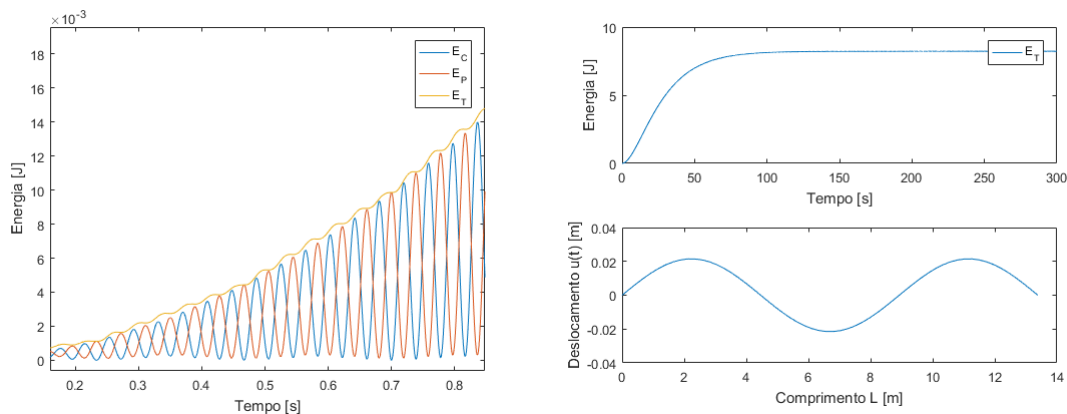 ×10⁻³
18
16
14
12
10
8
6
4
2
0
Energia [J]
0.2 0.3 0.4 0.5 0.6 0.7 0.8
Tempo [s]
E_C
E_P
E_T
10
5
0
Energia [J]
0 50 100 150 200 250 300
Tempo [s]
E_T
0.04
0.02
0
-0.02
-0.04
Deslocamento u(t) [m]
0 2 4 6 8 10 12 14
Comprimento L [m]